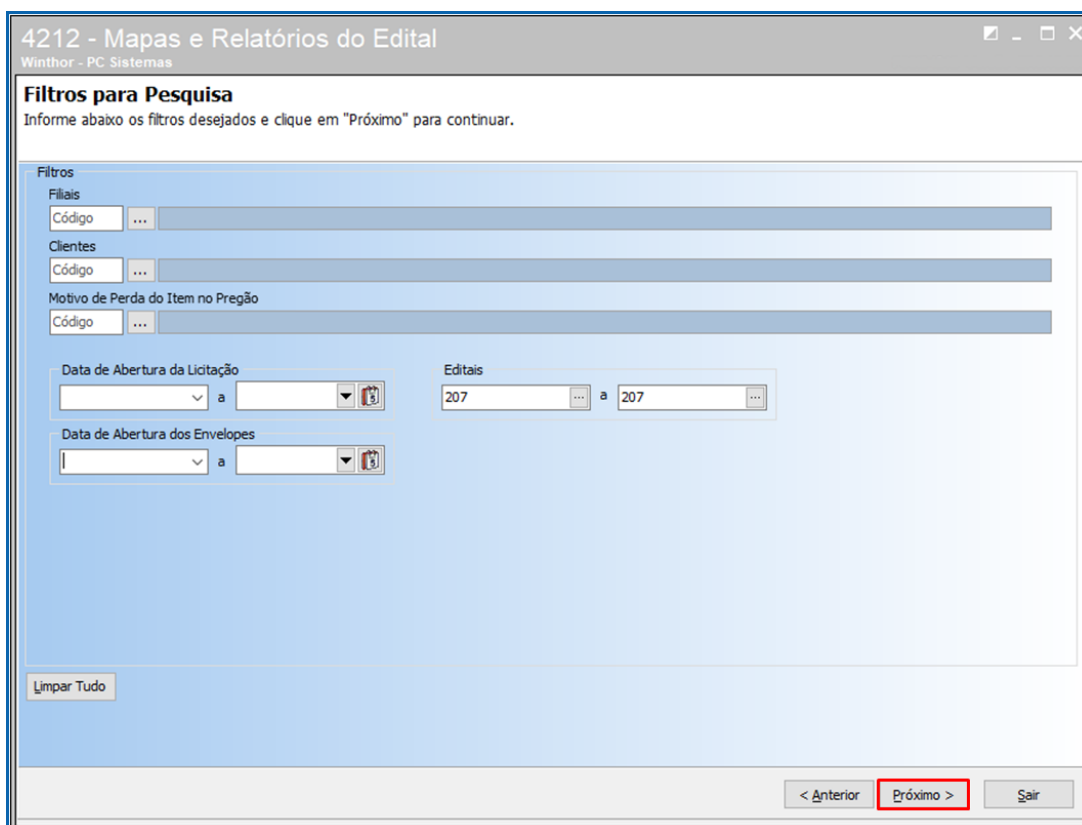 4212 - Mapas e Relatórios do Edital
Winthor - PC Sistemas
Filtros para Pesquisa
Informe abaixo os filtros desejados e clique em "Próximo" para continuar.
Filtros
Filiais
Código ...
Clientes
Código ...
Motivo de Perda do Item no Pregão
Código ...
Data de Abertura da Licitação Editais
a 207 ... a 207 ...
Data de Abertura dos Envelopes
a
Limpar Tudo
< Anterior Próximo > Sair